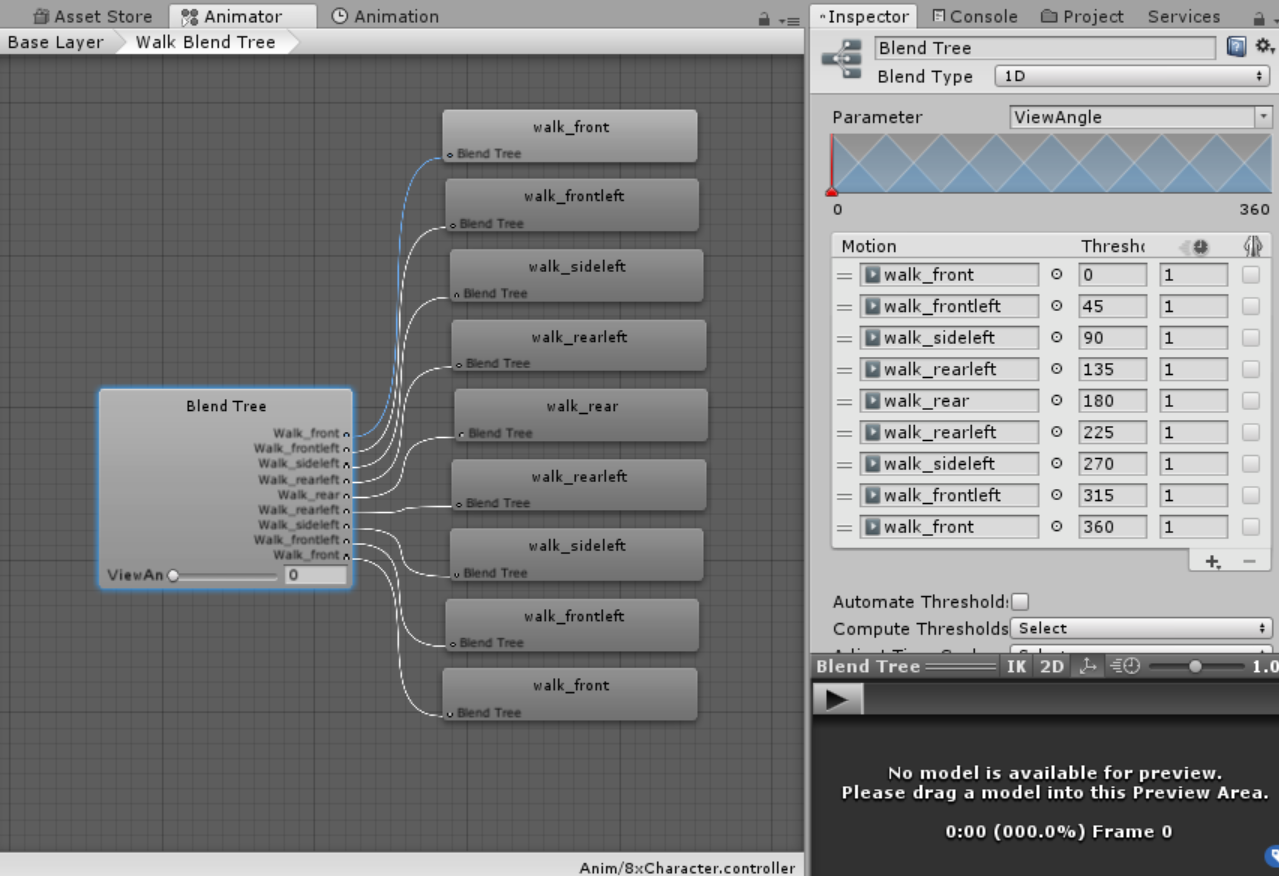 Asset Store Animator Animation
Base Layer Walk Blend Tree
walk_front
Blend Tree
walk_frontleft
Blend Tree
walk_sideleft
Blend Tree
walk_rearleft
Blend Tree
walk_rear
Blend Tree
walk_rearleft
Blend Tree
walk_sideleft
Blend Tree
walk_frontleft
Blend Tree
walk_front
Blend Tree
Blend Tree
Walk_front
Walk_frontleft
Walk_sideleft
Walk_rearleft
Walk_rear
Walk_rearleft
Walk_sideleft
Walk_frontleft
Walk_front
ViewAn 0
Anim/8xCharacter.controller
Inspector Console Project Services
Blend Tree
Blend Type 1D
Parameter ViewAngle
0 360
Motion Thresho
walk_front 0 1
walk_frontleft 45 1
walk_sideleft 90 1
walk_rearleft 135 1
walk_rear 180 1
walk_rearleft 225 1
walk_sideleft 270 1
walk_frontleft 315 1
walk_front 360 1
Automate Threshold:
Compute Thresholds Select
Blend Tree IK 2D 1.0
No model is available for preview.
Please drag a model into this Preview Area.
0:00 (000.0%) Frame 0